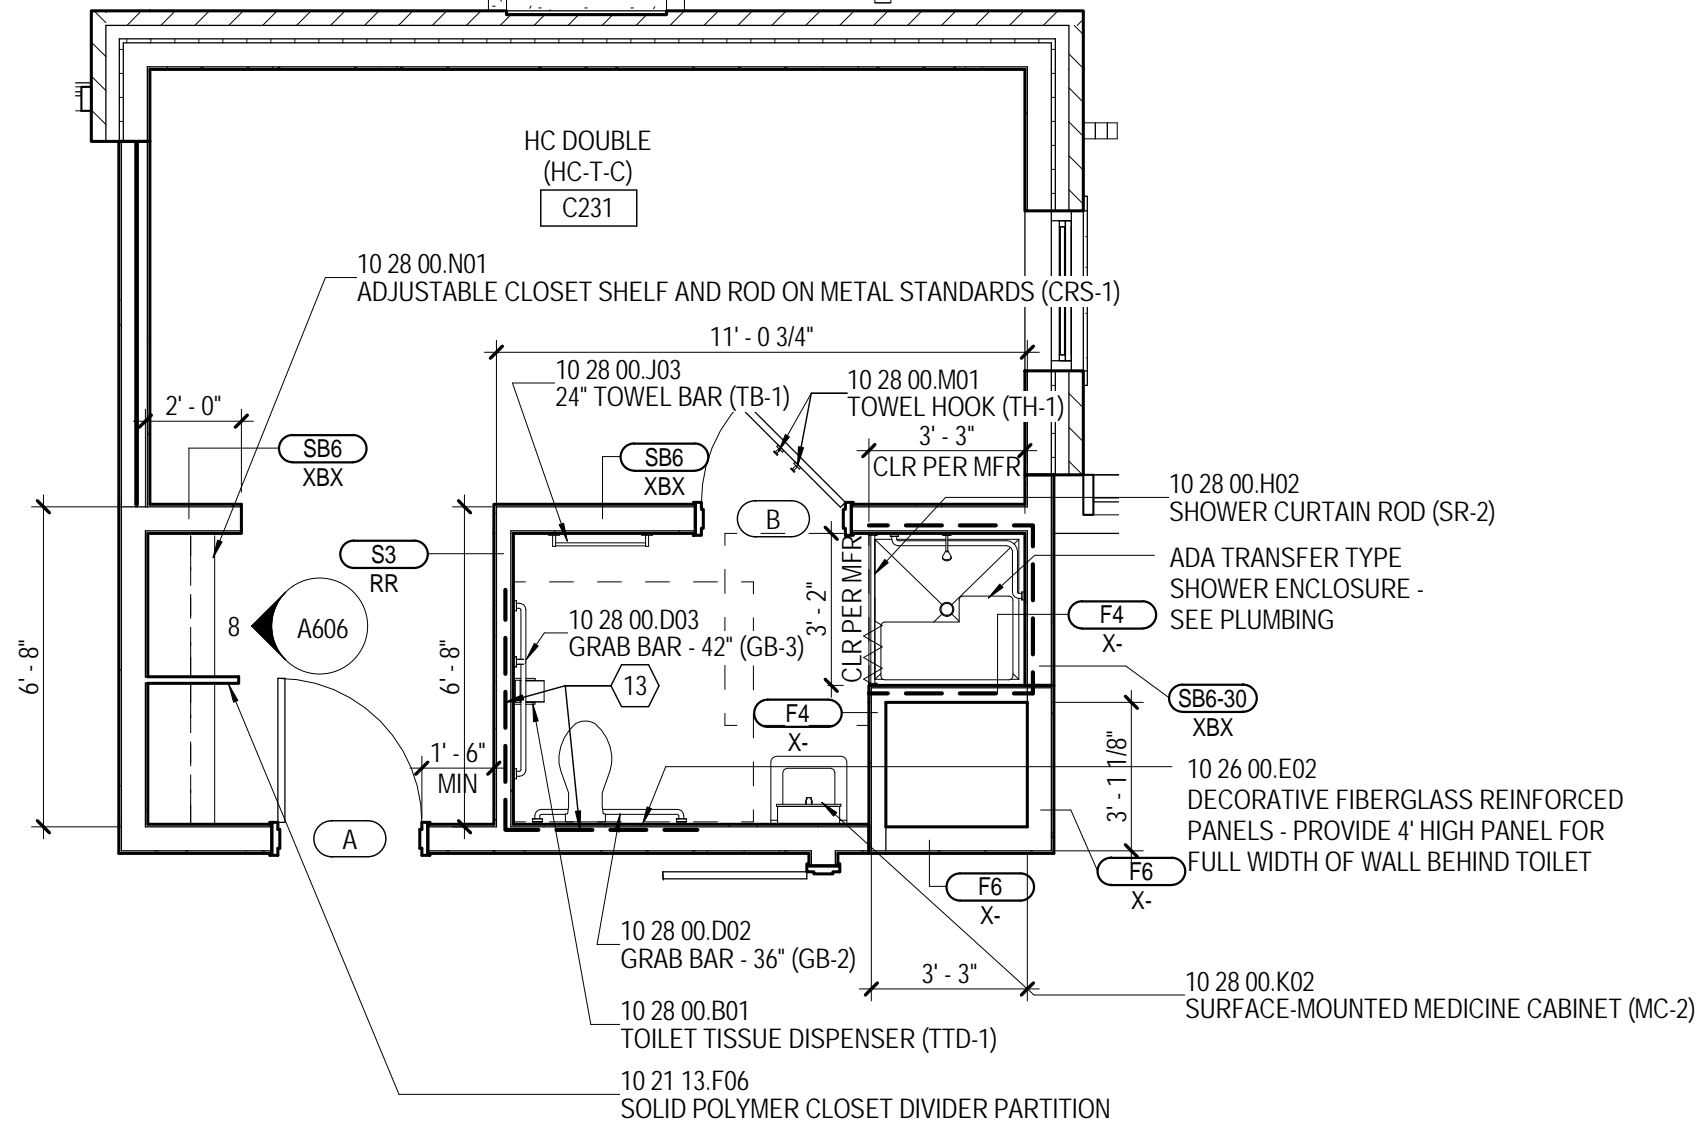 HC DOUBLE
(HC-T-C)
C231
10 28 00.N01
ADJUSTABLE CLOSET SHELF AND ROD ON METAL STANDARDS (CRS-1)
11' - 0 3/4"
10 28 00.J03
24" TOWEL BAR (TB-1)
10 28 00.M01
TOWEL HOOK (TH-1)
2' - 0"
3' - 3"
CLR PER MFR
SB6
XBX
SB6
XBX
10 28 00.H02
SHOWER CURTAIN ROD (SR-2)
B
S3
RR
ADA TRANSFER TYPE
SHOWER ENCLOSURE -
SEE PLUMBING
3' - 2"
CLR PER MFR
F4
X-
8
A606
10 28 00.D03
GRAB BAR - 42" (GB-3)
6' - 8"
6' - 8"
13
SB6-30
XBX
F4
X-
1' - 6"
MIN
3' - 1 1/8"
10 26 00.E02
DECORATIVE FIBERGLASS REINFORCED
PANELS - PROVIDE 4' HIGH PANEL FOR
FULL WIDTH OF WALL BEHIND TOILET
A
F6
X-
F6
X-
10 28 00.D02
GRAB BAR - 36" (GB-2)
3' - 3"
10 28 00.K02
SURFACE-MOUNTED MEDICINE CABINET (MC-2)
10 28 00.B01
TOILET TISSUE DISPENSER (TTD-1)
10 21 13.F06
SOLID POLYMER CLOSET DIVIDER PARTITION